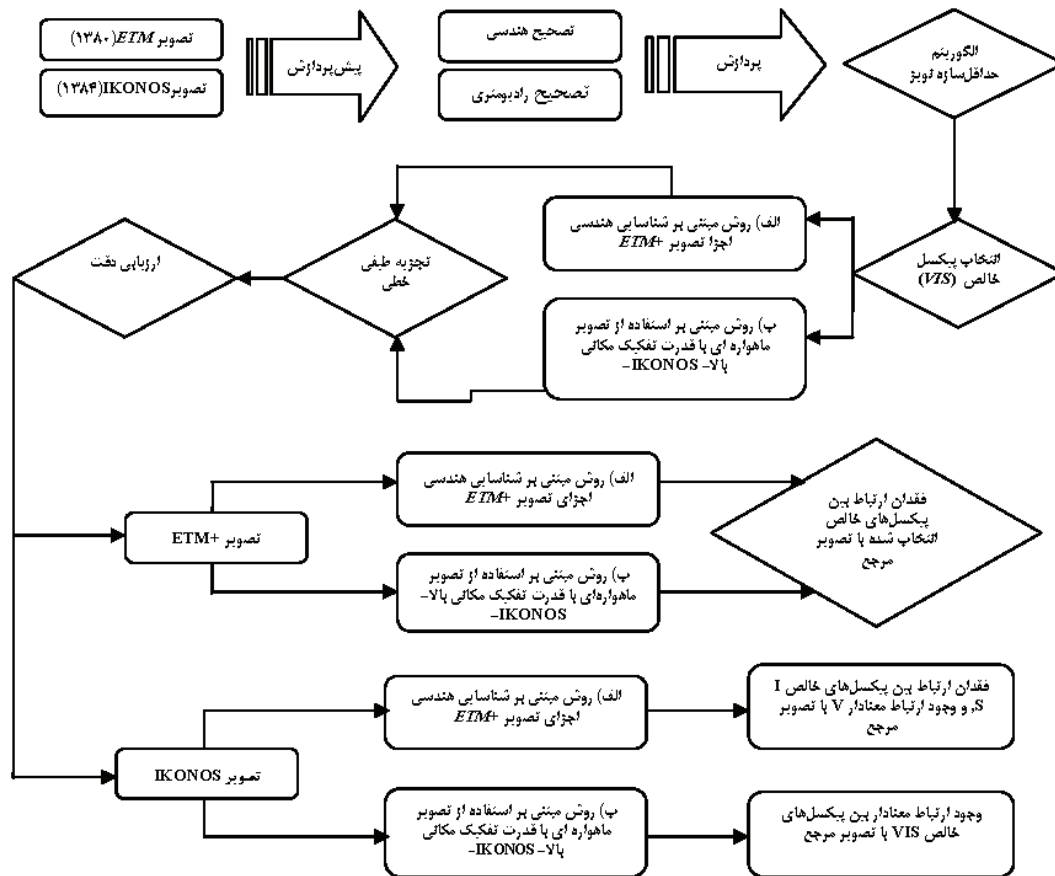 تصویر ETM (۱۳۸۰)
تصویر IKONOS (۱۳۸۴)
پیش‌پردازش
تصحیح هندسی
تصحیح رادیومتری
پردازش
الگوریتم
حداقل‌سازه نویز
انتخاب پیکسل
خالص (VIS)
الف) روش مبتنی بر شناسایی هندسی
اجزا تصویر ETM+
ب) روش مبتنی بر استفاده از تصویر
ماهواره ای با قدرت تفکیک مکانی
بالا- IKONOS-
تجزیه طیفی
خطی
ارزیابی دقت
تصویر ETM+
الف) روش مبتنی بر شناسایی هندسی
اجزای تصویر ETM+
ب) روش مبتنی بر استفاده از تصویر
ماهواره‌ای با قدرت تفکیک مکانی بالا-
IKONOS-
فقدان ارتباط بین
پیکسل‌های خالص
انتخاب شده با تصویر
مرجع
تصویر IKONOS
الف) روش مبتنی بر شناسایی هندسی
اجزای تصویر ETM+
فقدان ارتباط بین پیکسل‌های خالص I
,S و وجود ارتباط معنادار V با تصویر
مرجع
ب) روش مبتنی بر استفاده از تصویر
ماهواره ای با قدرت تفکیک مکانی
بالا- IKONOS-
وجود ارتباط معنادار بین پیکسل‌های
خالص VIS با تصویر مرجع